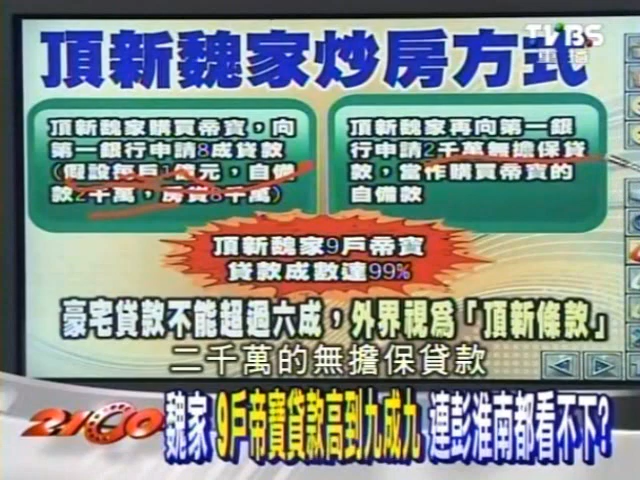 TVBS
重播
頂新魏家炒房方式
頂新魏家購買帝寶,向
第一銀行申請8成貸款
(假設每戶1億元,自備
款2千萬,房貸8千萬)
頂新魏家再向第一銀
行申請2千萬無擔保貸
款,當作購買帝寶的
自備款
頂新魏家9戶帝寶
貸款成數達99%
豪宅貸款不能超過六成,外界視為「頂新條款」
二千萬的無擔保貸款
2100
魏家 9戶帝寶貸款高到九成九 連彭淮南都看不下?